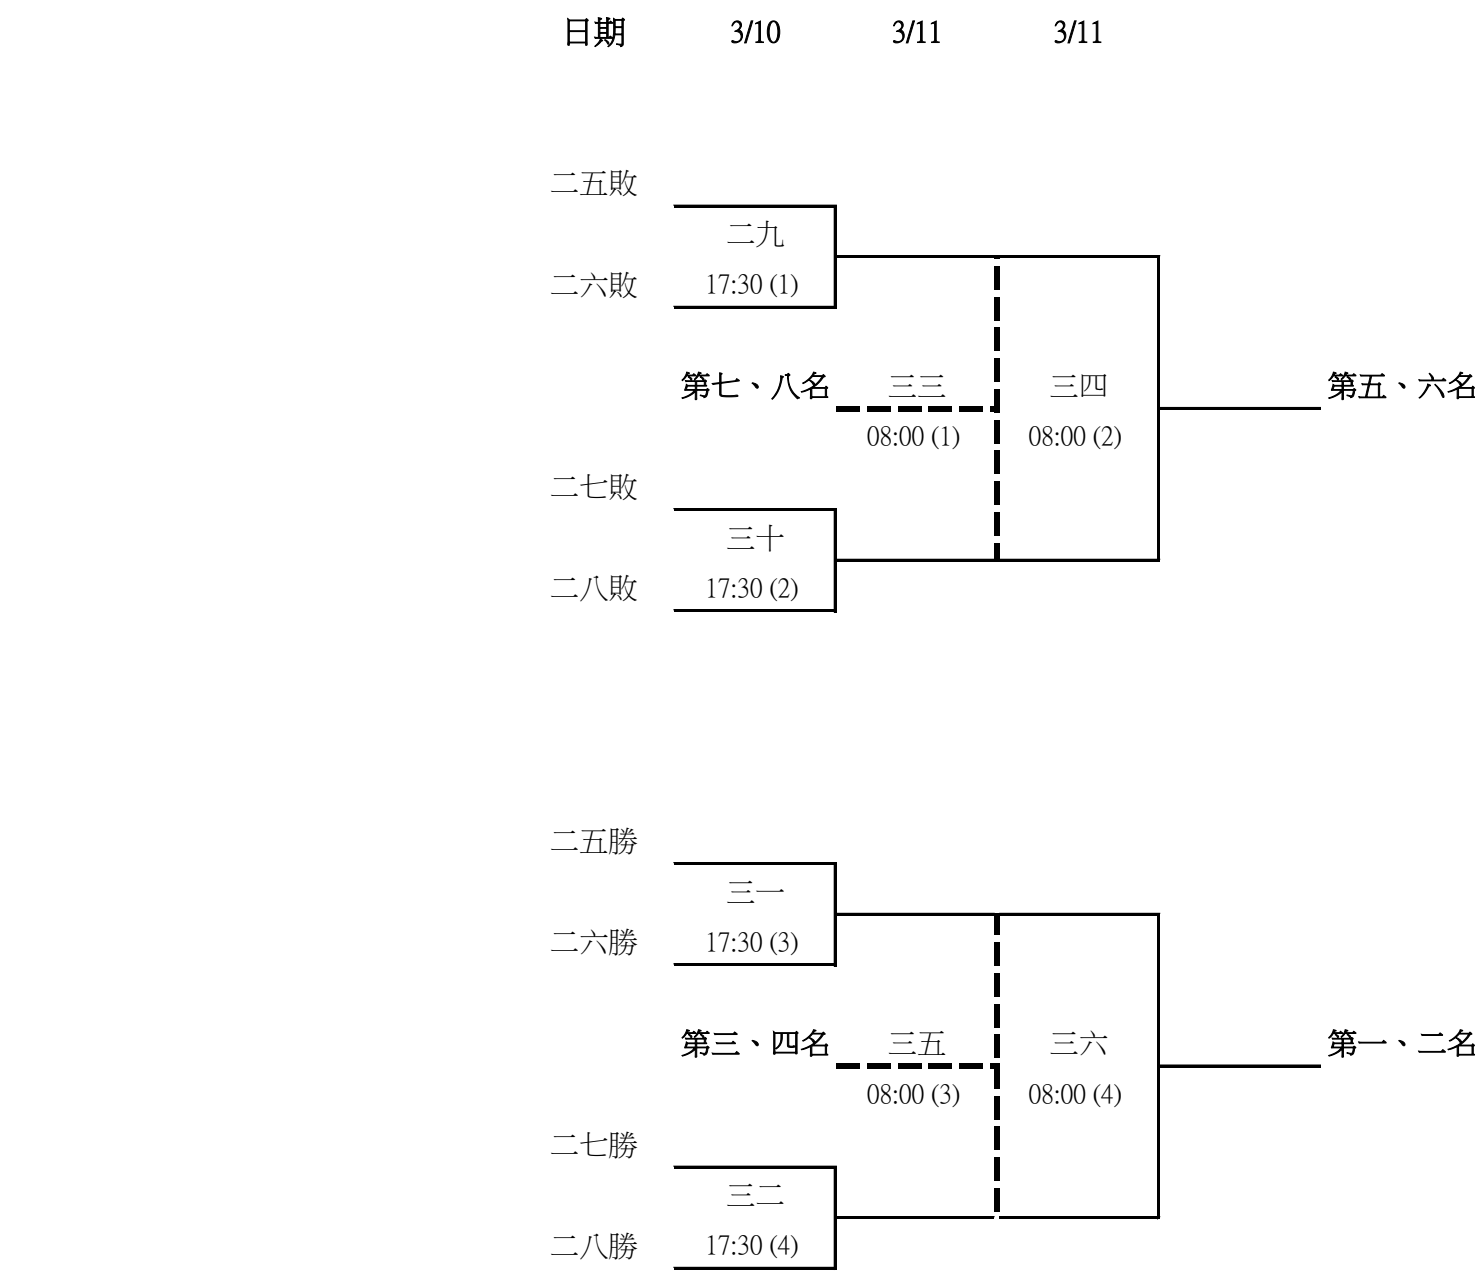 日期 3/10 3/11 3/11
二五敗
二九
二六敗 17:30 (1)
第七、八名 三三 三四 第五、六名
08:00 (1) 08:00 (2)
二七敗
三十
二八敗 17:30 (2)
二五勝
三一
二六勝 17:30 (3)
第三、四名 三五 三六 第一、二名
08:00 (3) 08:00 (4)
二七勝
三二
二八勝 17:30 (4)